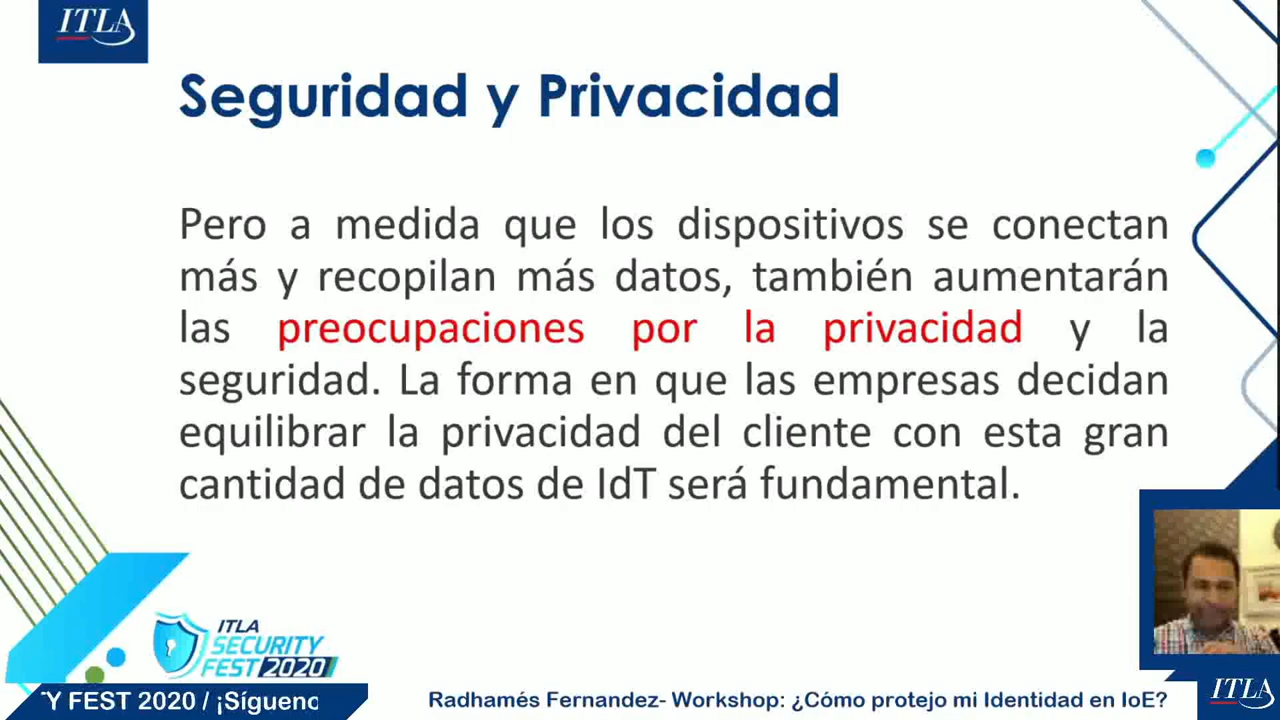 ITLA
Seguridad y Privacidad
Pero a medida que los dispositivos se conectan
más y recopilan más datos, también aumentarán
las preocupaciones por la privacidad y la
seguridad. La forma en que las empresas decidan
equilibrar la privacidad del cliente con esta gran
cantidad de datos de IdT será fundamental.
ITLA
SECURITY
FEST 2020
Y FEST 2020 / ¡Sígueno
Radhamés Fernandez- Workshop: ¿Cómo protejo mi Identidad en IoE?
ITLA